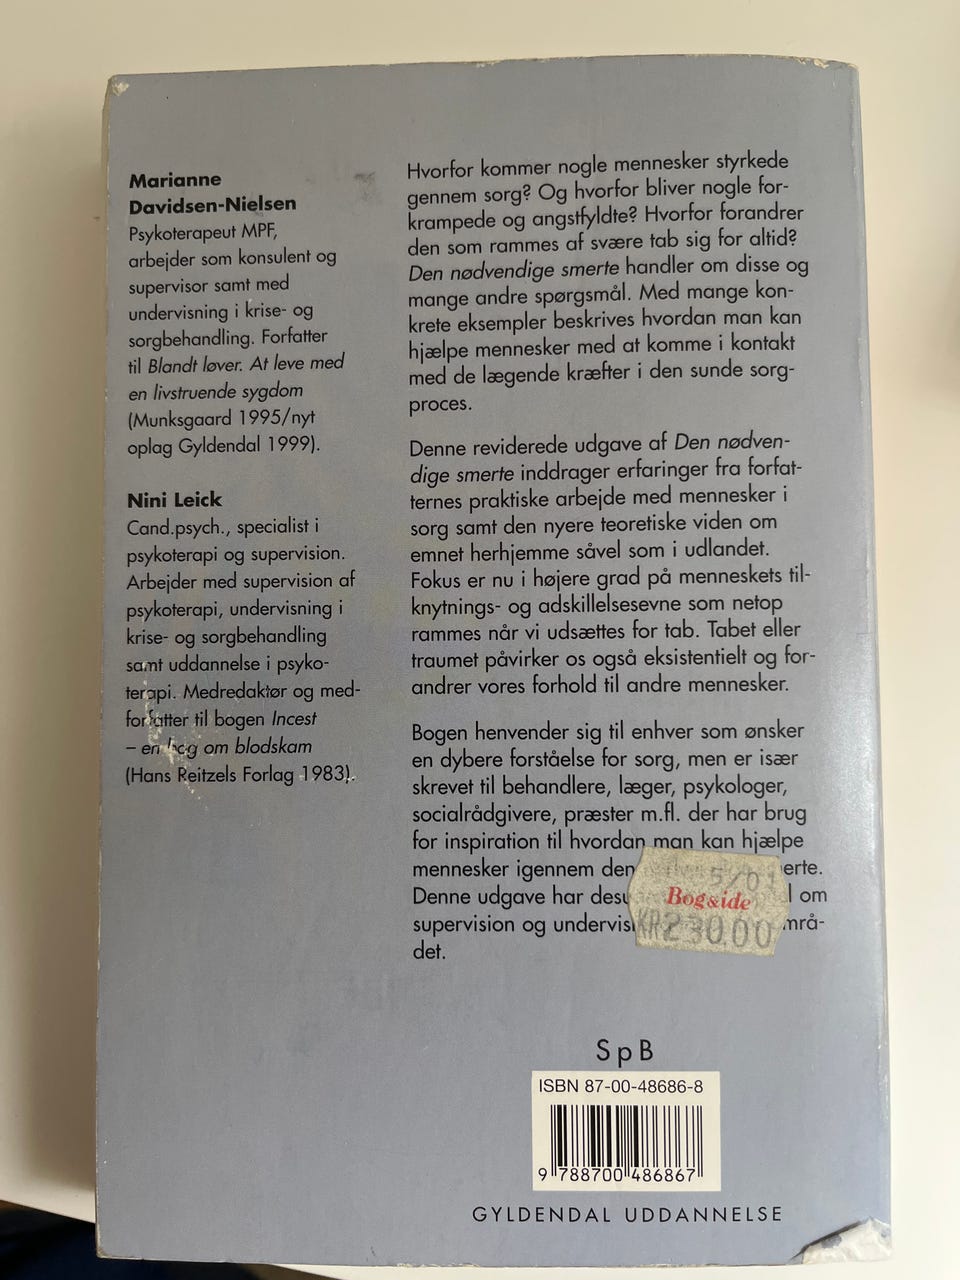 Marianne
Davidsen-Nielsen
Psykoterapeut MPF,
arbejder som konsulent og
supervisor samt med
undervisning i krise- og
sorgbehandling. Forfatter
til Blandt løver. At leve med
en livstruende sygdom
(Munksgaard 1995/nyt
oplag Gyldendal 1999).
Nini Leick
Cand.psych., specialist i
psykoterapi og supervision.
Arbejder med supervision af
psykoterapi, undervisning i
krise- og sorgbehandling
samt uddannelse i psyko-
terapi. Medredaktør og med-
forfatter til bogen Incest
– en bog om blodskam
(Hans Reitzels Forlag 1983).
Hvorfor kommer nogle mennesker styrkede
gennem sorg? Og hvorfor bliver nogle for-
krampede og angstfyldte? Hvorfor forandrer
den som rammes af svære tab sig for altid?
Den nødvendige smerte handler om disse og
mange andre spørgsmål. Med mange kon-
krete eksempler beskrives hvordan man kan
hjælpe mennesker med at komme i kontakt
med de lægende kræfter i den sunde sorg-
proces.
Denne reviderede udgave af Den nødven-
dige smerte inddrager erfaringer fra forfat-
ternes praktiske arbejde med mennesker i
sorg samt den nyere teoretiske viden om
emnet herhjemme såvel som i udlandet.
Fokus er nu i højere grad på menneskets til-
knytnings- og adskillelsesevne som netop
rammes når vi udsættes for tab. Tabet eller
traumet påvirker os også eksistentielt og for-
andrer vores forhold til andre mennesker.
Bogen henvender sig til enhver som ønsker
en dybere forståelse for sorg, men er især
skrevet til behandlere, læger, psykologer,
socialrådgivere, præster m.fl. der har brug
for inspiration til hvordan man kan hjælpe
mennesker igennem den erte.
Denne udgave har desu l om
supervision og undervis mrå-
det.
5/01
Bog&ide
KR230.00
SpB
ISBN 87-00-48686-8
9 788700 486867
GYLDENDAL UDDANNELSE